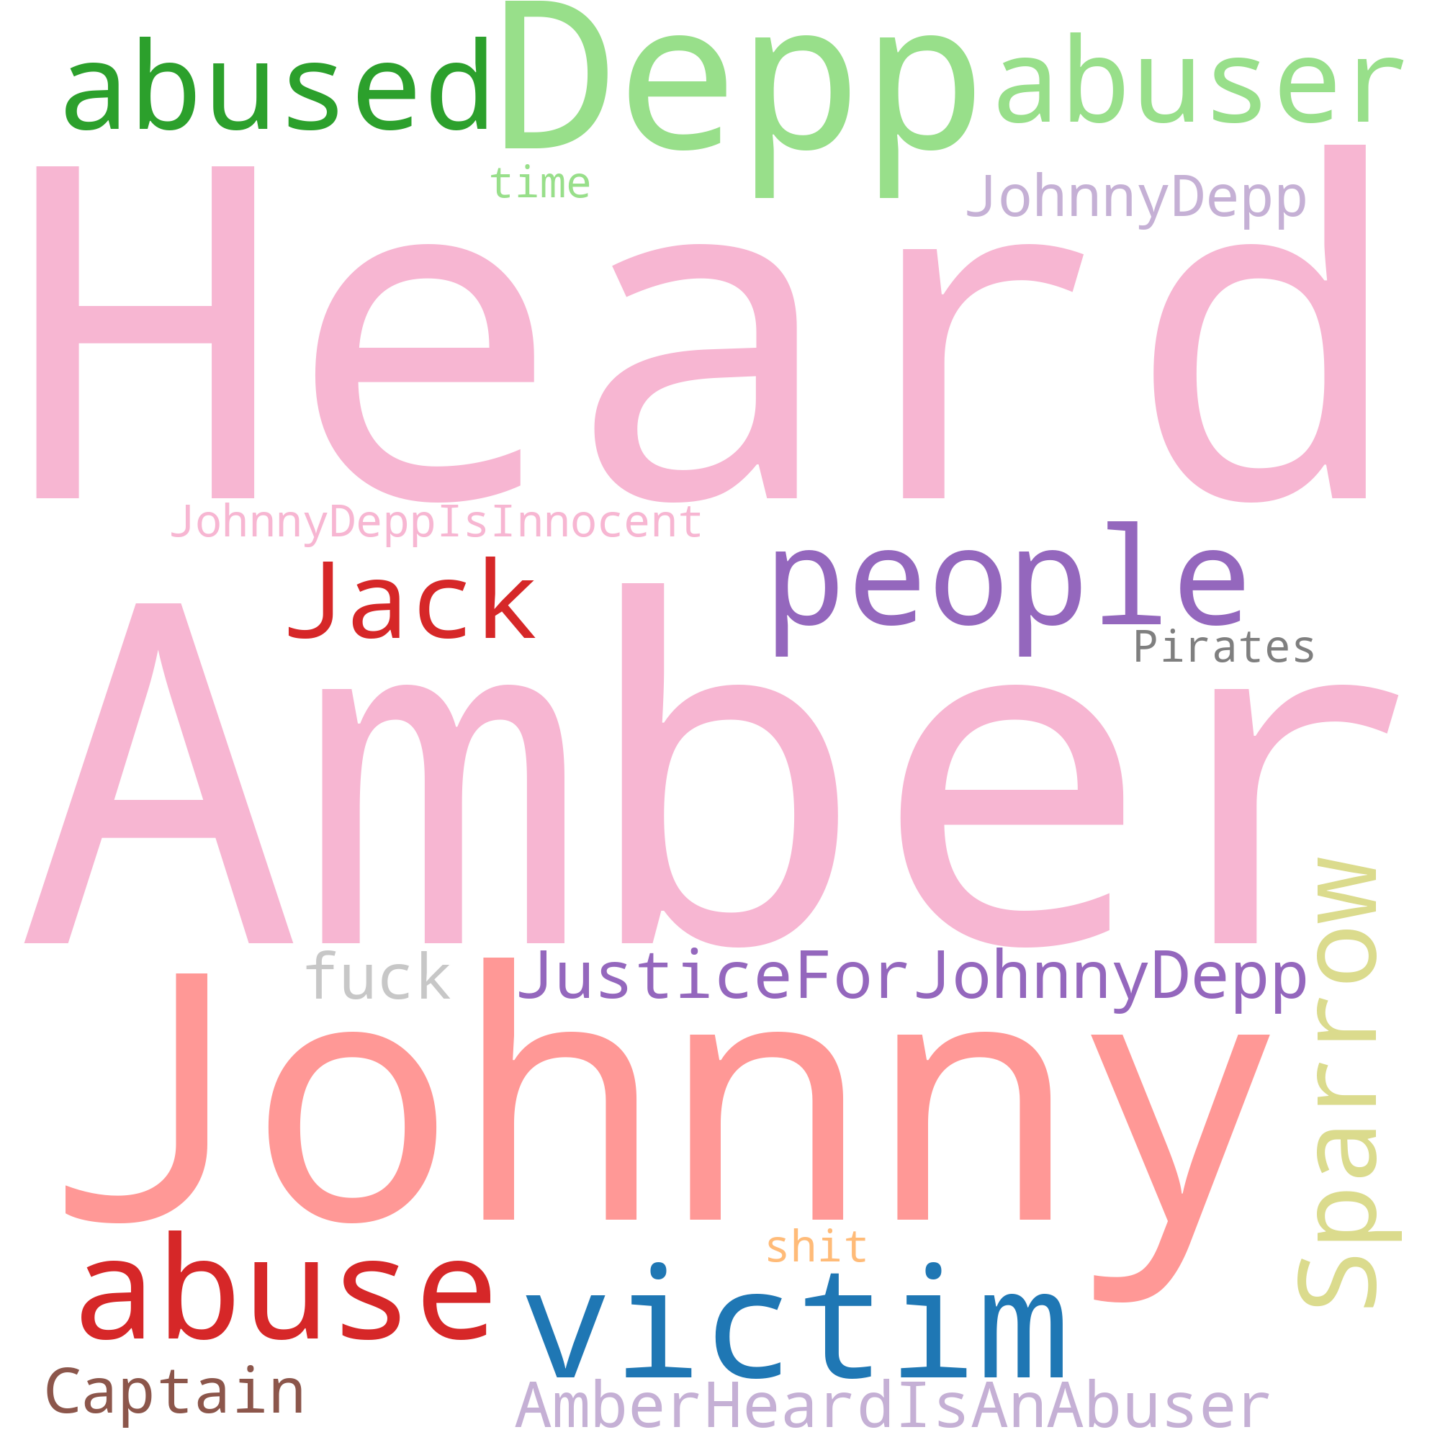 abused Depp abuser
time JohnnyDepp
Heard
JohnnyDeppIsInnocent
Jack people
Pirates
Amber
Sparrow
fuck JusticeForJohnnyDepp
Johnny
shit
abuse victim
Captain AmberHeardIsAnAbuser